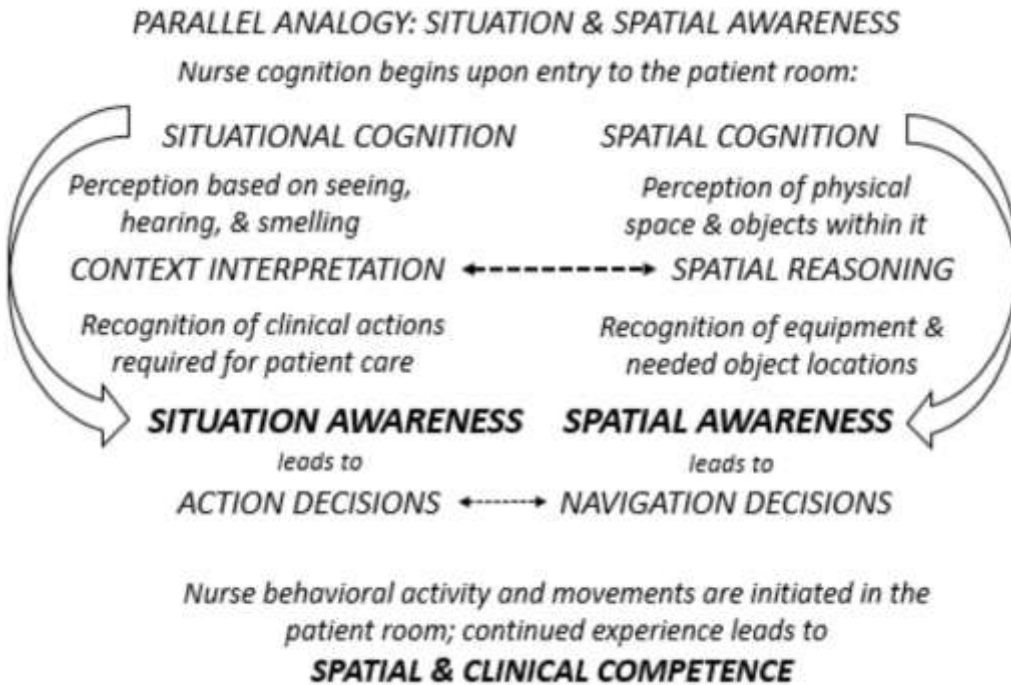 PARALLEL ANALOGY: SITUATION & SPATIAL AWARENESS
Nurse cognition begins upon entry to the patient room:
SITUATIONAL COGNITION
SPATIAL COGNITION
Perception based on seeing,
hearing, & smelling
Perception of physical
space & objects within it
CONTEXT INTERPRETATION
SPATIAL REASONING
Recognition of clinical actions
required for patient care
Recognition of equipment &
needed object locations
SITUATION AWARENESS
SPATIAL AWARENESS
leads to
leads to
ACTION DECISIONS
NAVIGATION DECISIONS
Nurse behavioral activity and movements are initiated in the
patient room; continued experience leads to
SPATIAL & CLINICAL COMPETENCE